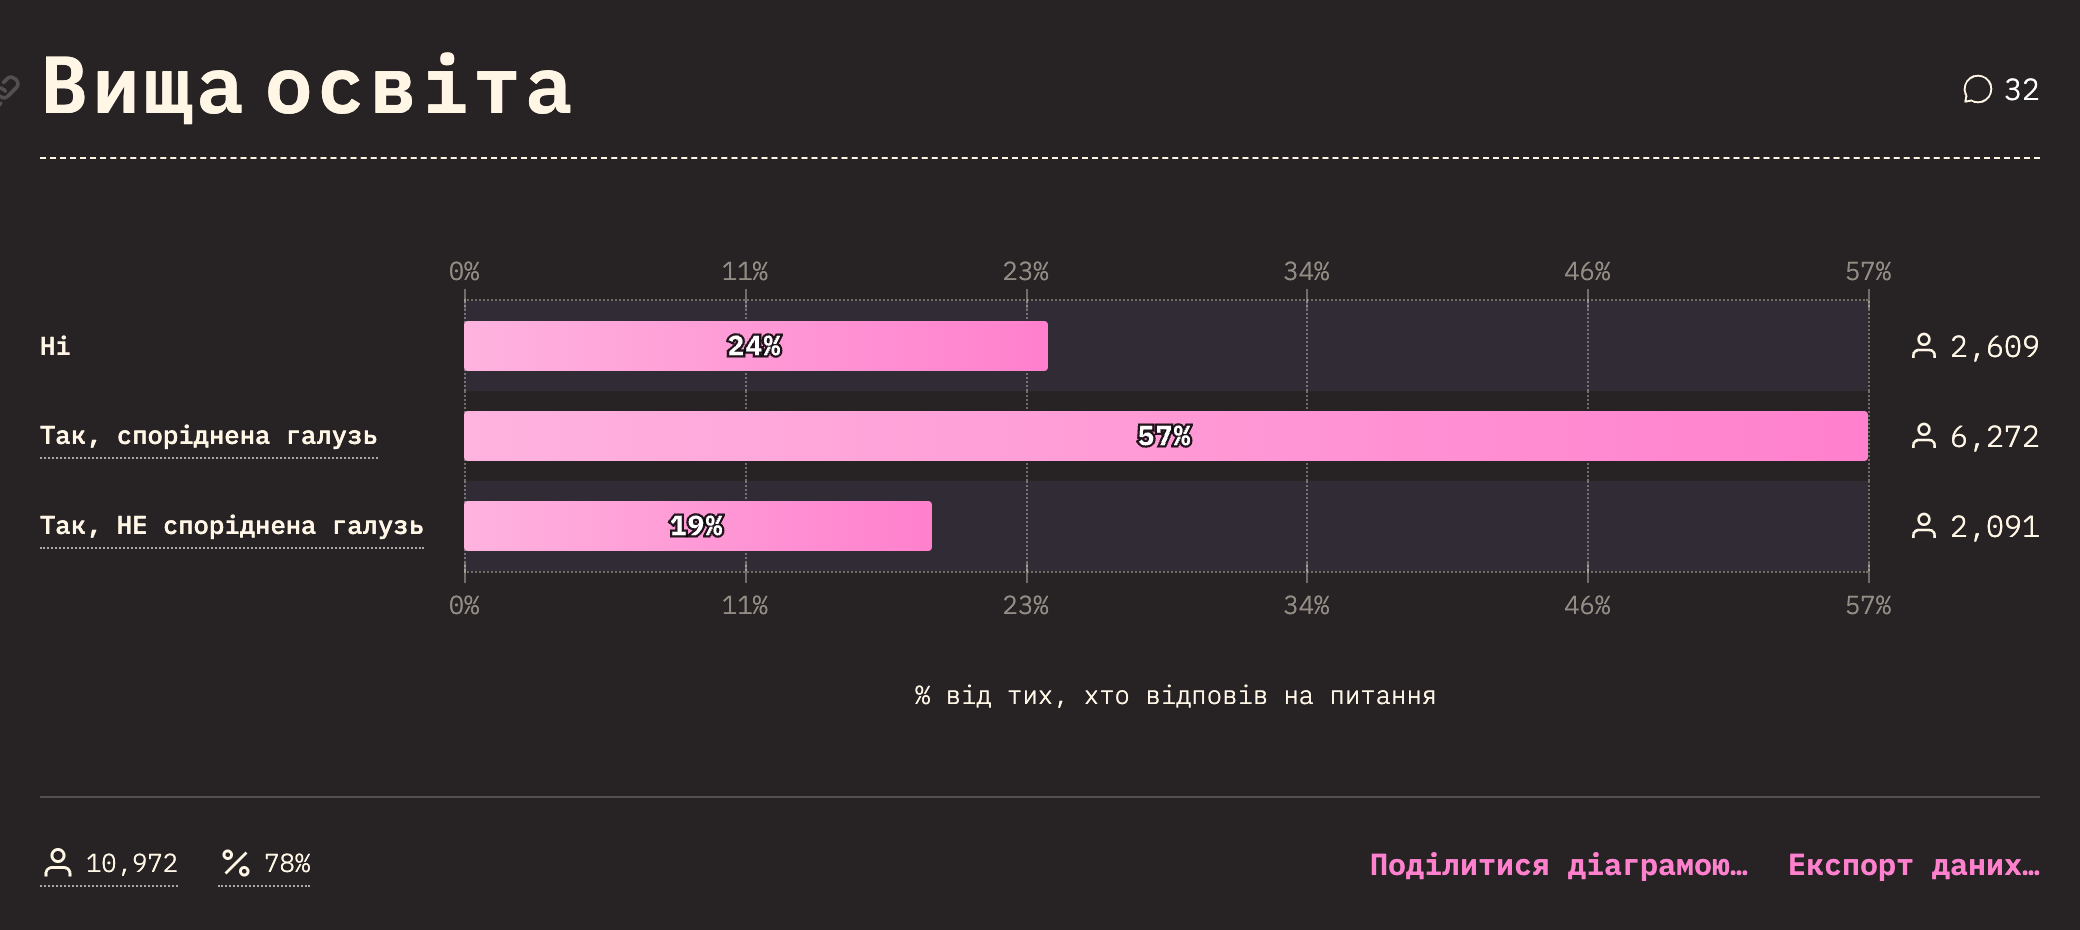 Вища освіта
32
0% 11% 23% 34% 46% 57%
Ні 24% 2,609
Так, споріднена галузь 57% 6,272
Так, НЕ споріднена галузь 19% 2,091
0% 11% 23% 34% 46% 57%
% від тих, хто відповів на питання
10,972 78% Поділитися діаграмою… Експорт даних…